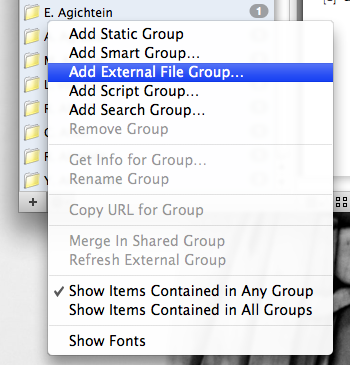 E. Agichtein
1
Add Static Group
Add Smart Group...
Add External File Group...
Add Script Group...
Add Search Group...
Remove Group
Get Info for Group...
Rename Group
Copy URL for Group
Merge In Shared Group
Refresh External Group
✓ Show Items Contained in Any Group
Show Items Contained in All Groups
Show Fonts